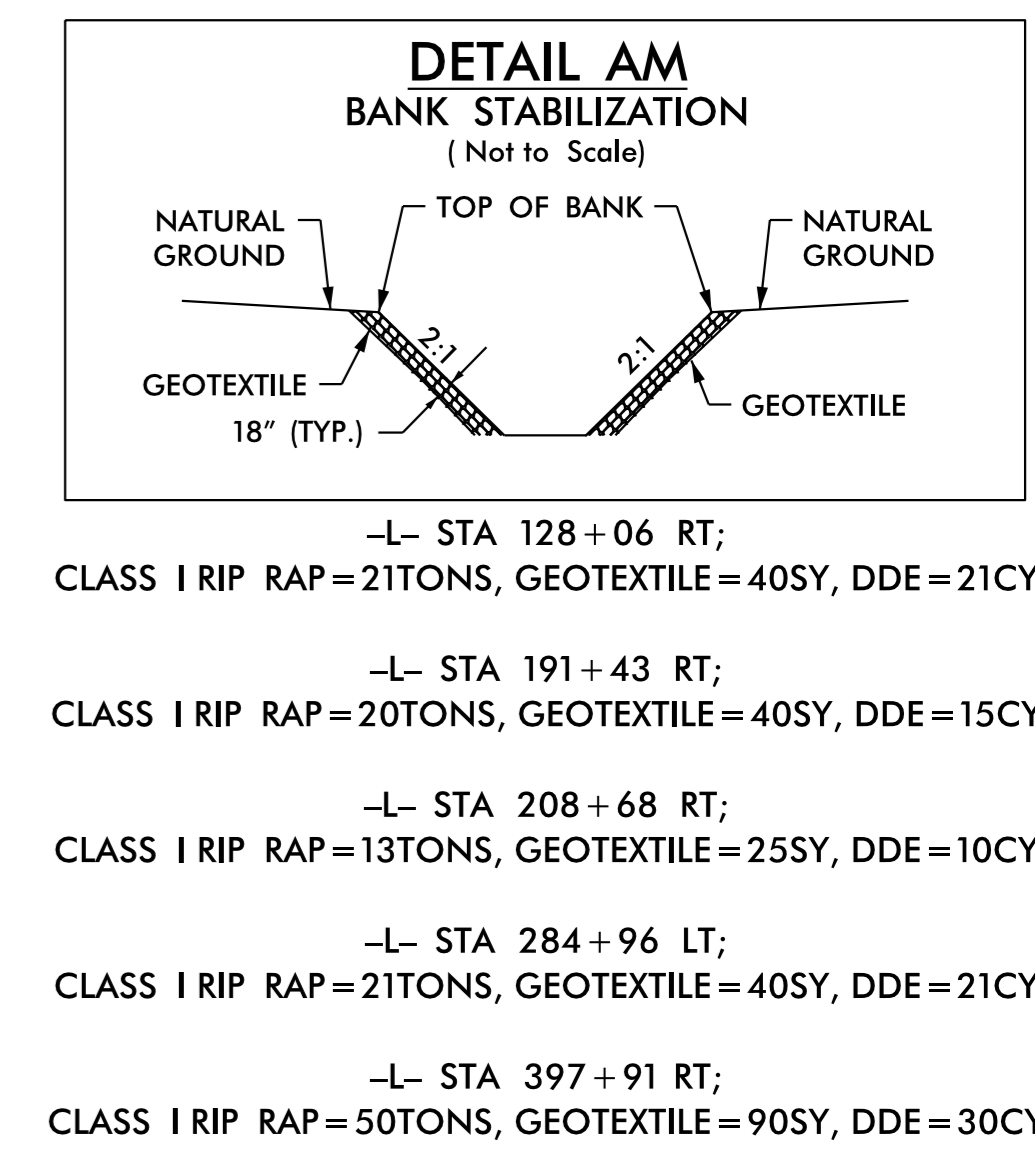 DETAIL AM
BANK STABILIZATION
( Not to Scale)
NATURAL
GROUND
TOP OF BANK
NATURAL
GROUND
2:1
2:1
GEOTEXTILE
GEOTEXTILE
18" (TYP.)
–L– STA 128+06 RT;
CLASS I RIP RAP=21TONS, GEOTEXTILE=40SY, DDE=21CY
–L– STA 191+43 RT;
CLASS I RIP RAP=20TONS, GEOTEXTILE=40SY, DDE=15CY
–L– STA 208+68 RT;
CLASS I RIP RAP=13TONS, GEOTEXTILE=25SY, DDE=10CY
–L– STA 284+96 LT;
CLASS I RIP RAP=21TONS, GEOTEXTILE=40SY, DDE=21CY
–L– STA 397+91 RT;
CLASS I RIP RAP=50TONS, GEOTEXTILE=90SY, DDE=30CY